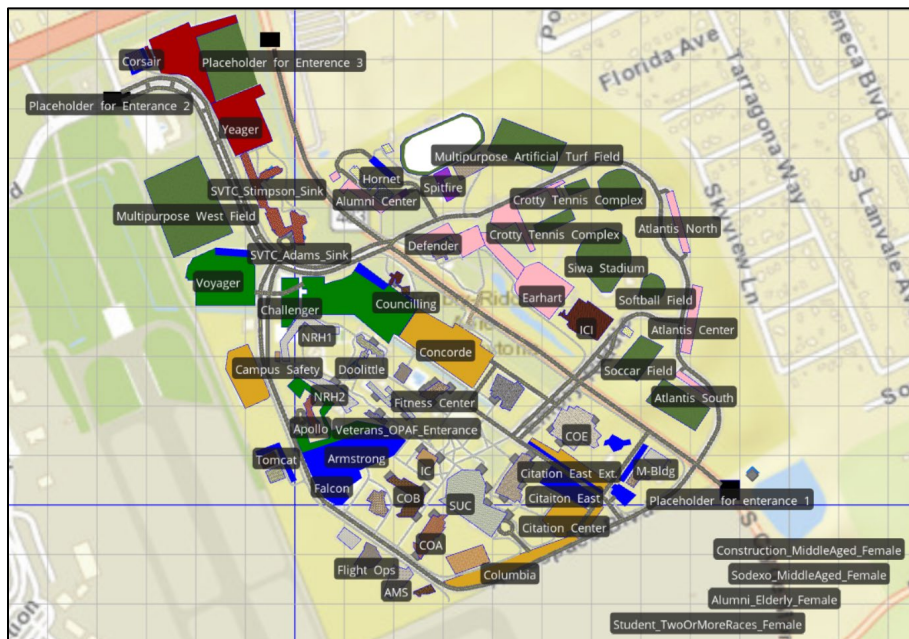 Po
Florida Ave
Tarragona Way
eneca Blvd
S Lanvale Av
Skyview Ln
Corsair
Placeholder for Enterence 3
Placeholder for Enterance 2
Yeager
SVTC_Stimpson_Sink
Multipurpose West Field
SVTC_Adams_Sink
Hornet
Alumni Center
Spitfire
Multipurpose Artificial Turf Field
Crotty Tennis Complex
Crotty Tennis Complex
Atlantis North
Defender
Siwa Stadium
Voyager
Challenger
Councilling
Earhart
Softball Field
ICI
Atlantis Center
NRH1
Concorde
Campus Safety
Doolittle
Soccar Field
Fitness Center
NRH2
Atlantis South
Apollo
Veterans_OPAF_Enterance
COE
Armstrong
Tomcat
IC
Citation East Ext.
M-Bldg
Falcon
COB
SUC
Citaiton East
Placeholder for enterance 1
Citation Center
COA
Flight Ops
Columbia
AMS
Construction_MiddleAged_Female
Sodexo_MiddleAged_Female
Alumni_Elderly_Female
Student_TwoOrMoreRaces_Female